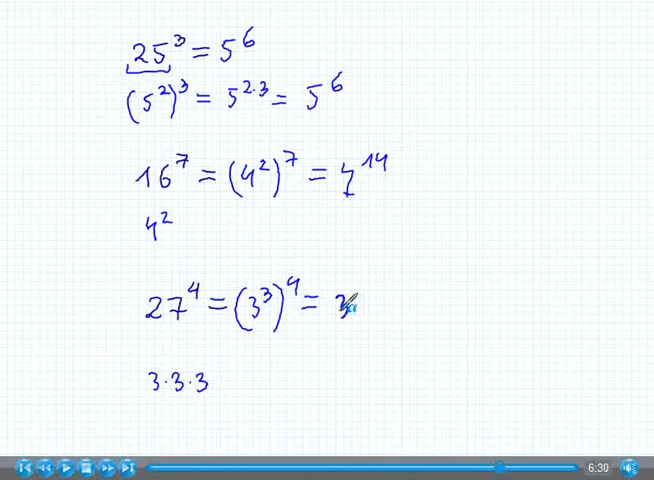 25³ = 5⁶
(5²)³ = 5²·³ = 5⁶
16⁷ = (4²)⁷ = 4¹⁴
4²
27⁴ = (3³)⁴ = 3
3·3·3
6:30